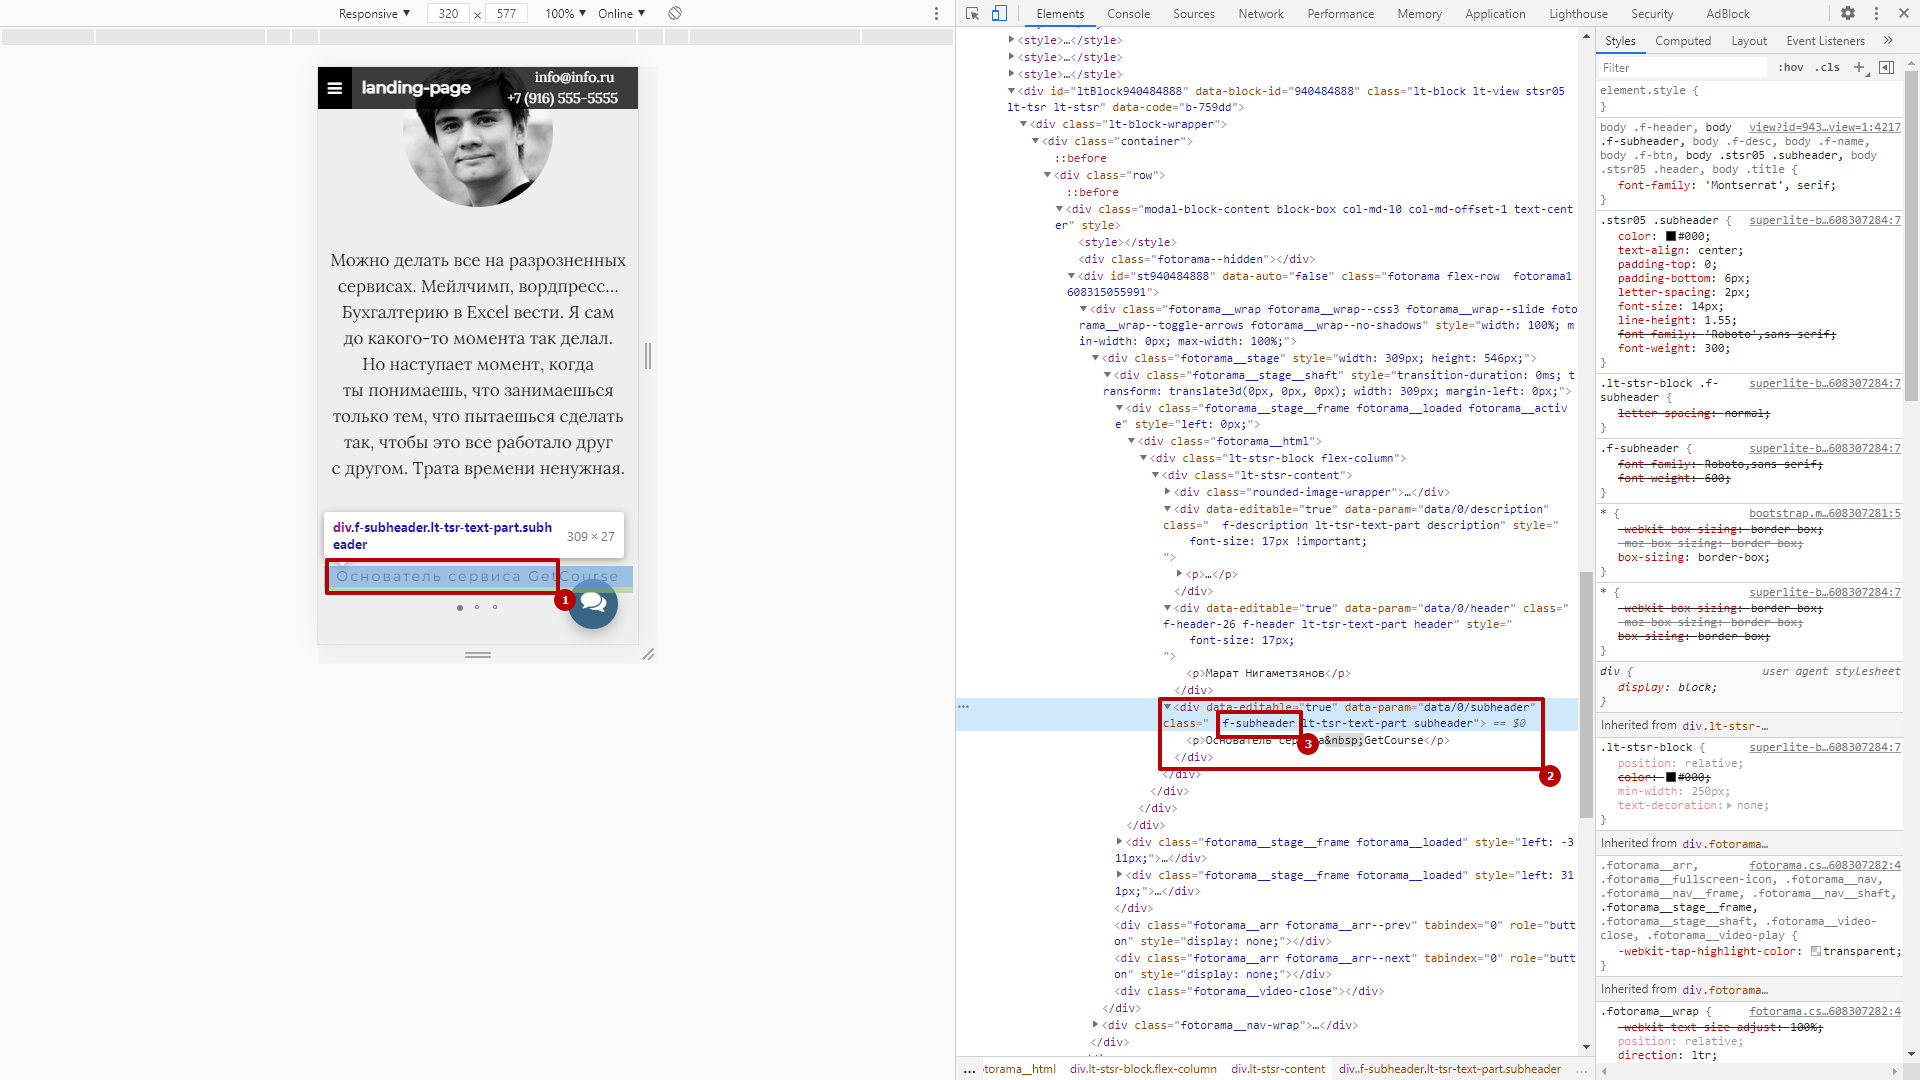 Responsive ▼ 320 x 577 100% ▼ Online ▼
landing-page
info@info.ru
+7 (916) 555-5555
Можно делать все на разрозненных
сервисах. Мейлчимп, вордпресс...
Бухгалтерию в Excel вести. Я сам
до какого-то момента так делал.
Но наступает момент, когда
ты понимаешь, что занимаешься
только тем, что пытаешься сделать
так, чтобы это все работало друг
с другом. Трата времени ненужная.
div.f-subheader.lt-tsr-text-part.subh
eader
309 × 27
Основатель сервиса GetCourse
1
Elements Console Sources Network Performance Memory Application Lighthouse Security AdBlock
▶<style>…</style>
▶<style>…</style>
▶<style>…</style>
▼<div id="ltBlock940484888" data-block-id="940484888" class="lt-block lt-view stsr05
lt-tsr lt-stsr" data-code="b-759dd">
▼<div class="lt-block-wrapper">
▼<div class="container">
::before
▼<div class="row">
::before
▼<div class="modal-block-content block-box col-md-10 col-md-offset-1 text-cent
er" style>
<style></style>
<div class="fotorama--hidden"></div>
▼<div id="st940484888" data-auto="false" class="fotorama flex-row  fotorama1
608315055991">
▼<div class="fotorama__wrap fotorama__wrap--css3 fotorama__wrap--slide foto
rama__wrap--toggle-arrows fotorama__wrap--no-shadows" style="width: 100%; m
in-width: 0px; max-width: 100%;">
▼<div class="fotorama__stage" style="width: 309px; height: 546px;">
▼<div class="fotorama__stage__shaft" style="transition-duration: 0ms; t
ransform: translate3d(0px, 0px, 0px); width: 309px; margin-left: 0px;">
▼<div class="fotorama__stage__frame fotorama__loaded fotorama__activ
e" style="left: 0px;">
▼<div class="fotorama__html">
▼<div class="lt-stsr-block flex-column">
▼<div class="lt-stsr-content">
▶<div class="rounded-image-wrapper">…</div>
▼<div data-editable="true" data-param="data/0/description"
class="  f-description lt-tsr-text-part description" style="
font-size: 17px !important;
">
▶<p>…</p>
</div>
▼<div data-editable="true" data-param="data/0/header" class="
f-header-26 f-header lt-tsr-text-part header" style="
font-size: 17px;
">
<p>Марат Нигаметзянов</p>
</div>
▼<div data-editable="true" data-param="data/0/subheader"
class="  f-subheader lt-tsr-text-part subheader"> == $0
<p>Основатель сервиса&nbsp;GetCourse</p>
3
</div>
2
</div>
</div>
</div>
</div>
▶<div class="fotorama__stage__frame fotorama__loaded" style="left: -3
11px;">…</div>
▶<div class="fotorama__stage__frame fotorama__loaded" style="left: 31
1px;">…</div>
</div>
<div class="fotorama__arr fotorama__arr--prev" tabindex="0" role="butt
on" style="display: none;"></div>
<div class="fotorama__arr fotorama__arr--next" tabindex="0" role="butt
on" style="display: none;"></div>
<div class="fotorama__video-close"></div>
</div>
▶<div class="fotorama__nav-wrap">…</div>
</div>
... otorama__html div.lt-stsr-block.flex-column div.lt-stsr-content div..f-subheader.lt-tsr-text-part.subheader ...
Styles Computed Layout Event Listeners »
Filter :hov .cls +
element.style {
}
body .f-header, body view?id=943…view=1:4217
.f-subheader, body .f-desc, body .f-name,
body .f-btn, body .stsr05 .subheader, body
.stsr05 .header, body .title {
font-family: 'Montserrat', serif;
}
.stsr05 .subheader { superlite-b…608307284:7
color: #000;
text-align: center;
padding-top: 0;
padding-bottom: 6px;
letter-spacing: 2px;
font-size: 14px;
line-height: 1.55;
font-family: 'Roboto',sans-serif;
font-weight: 300;
}
.lt-stsr-block .f- superlite-b…608307284:7
subheader {
letter-spacing: normal;
}
.f-subheader { superlite-b…608307284:7
font-family: Roboto,sans-serif;
font-weight: 600;
}
* { bootstrap.m…608307281:5
-webkit-box-sizing: border-box;
-moz-box-sizing: border-box;
box-sizing: border-box;
}
* { superlite-b…608307284:7
-webkit-box-sizing: border-box;
-moz-box-sizing: border-box;
box-sizing: border-box;
}
div { user agent stylesheet
display: block;
}
Inherited from div.lt-stsr-…
.lt-stsr-block { superlite-b…608307284:7
position: relative;
color: #000;
min-width: 250px;
text-decoration: ▶ none;
}
Inherited from div.fotorama…
.fotorama__arr, fotorama.cs…608307282:4
.fotorama__fullscreen-icon, .fotorama__nav,
.fotorama__nav__frame, .fotorama__nav__shaft,
.fotorama__stage__frame,
.fotorama__stage__shaft, .fotorama__video-
close, .fotorama__video-play {
-webkit-tap-highlight-color: transparent;
}
Inherited from div.fotorama…
.fotorama__wrap { fotorama.cs…608307282:4
-webkit-text-size-adjust: 100%;
position: relative;
direction: ltr;